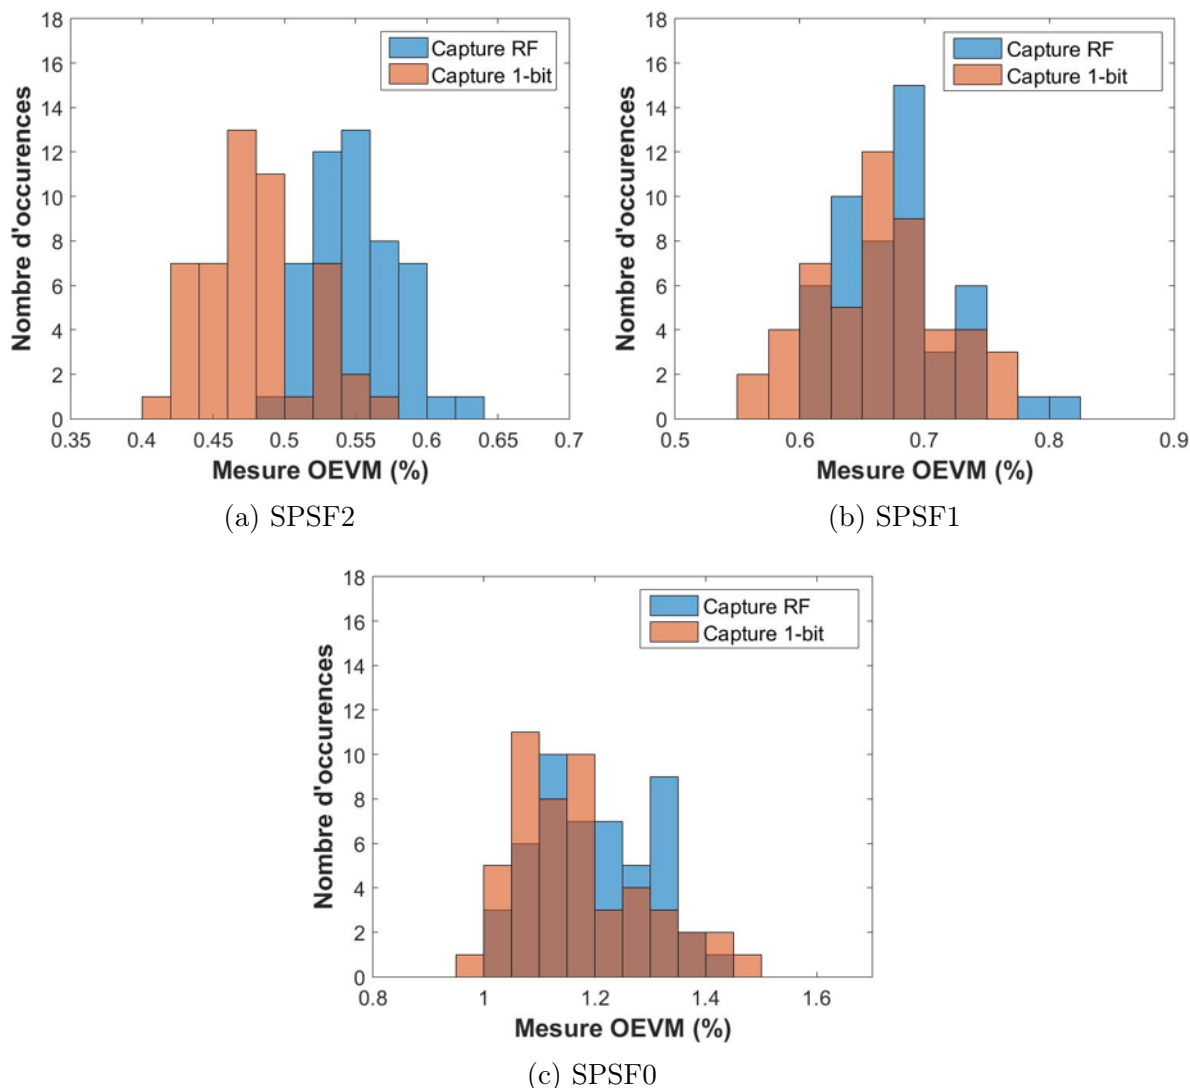 18
16
14
12
10
8
6
4
2
0
Nombre d'occurences
Capture RF
Capture 1-bit
0.35 0.4 0.45 0.5 0.55 0.6 0.65 0.7
Mesure OEVM (%)
(a) SPSF2
18
16
14
12
10
8
6
4
2
0
Nombre d'occurences
Capture RF
Capture 1-bit
0.5 0.6 0.7 0.8 0.9
Mesure OEVM (%)
(b) SPSF1
18
16
14
12
10
8
6
4
2
0
Nombre d'occurences
Capture RF
Capture 1-bit
0.8 1 1.2 1.4 1.6
Mesure OEVM (%)
(c) SPSF0